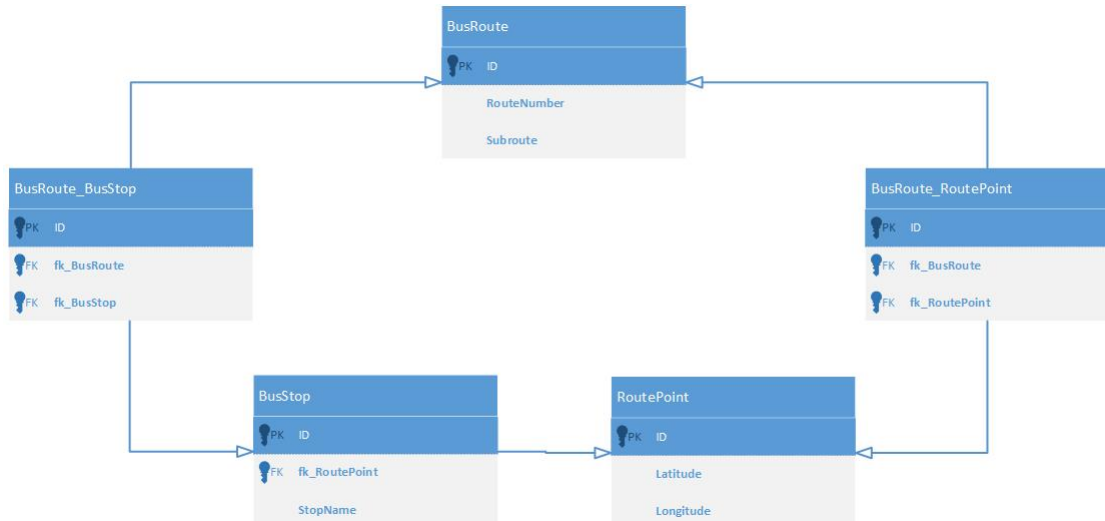 BusRoute
PK ID
RouteNumber
Subroute
BusRoute_BusStop
PK ID
FK fk_BusRoute
FK fk_BusStop
BusRoute_RoutePoint
PK ID
FK fk_BusRoute
FK fk_RoutePoint
BusStop
PK ID
FK fk_RoutePoint
StopName
RoutePoint
PK ID
Latitude
Longitude